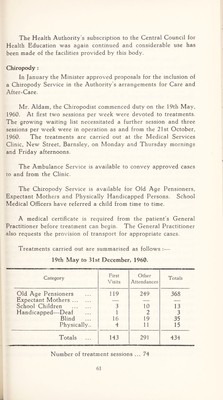 The Health Authority's subscription to the Central Council for
Health Education was again continued and considerable use has
been made of the facilities provided by this body.
Chiropody :
In January the Minister approved proposals for the inclusion of
a Chiropody Service in the Authority's arrangements for Care and
After-Care.
Mr. Aldam, the Chiropodist commenced duty on the 19th May,
1960. At first two sessions per week were devoted to treatments.
The growing waiting list necessitated a further session and three
sessions per week were in operation as and from the 21st October,
1960. The treatments are carried out at the Medical Services
Clinic, New Street, Barnsley, on Monday and Thursday mornings
and Friday afternoons.
The Ambulance Service is available to convey approved cases
to and from the Clinic.
The Chiropody Service is available for Old Age Pensioners,
Expectant Mothers and Physically Handicapped Persons. School
Medical Officers have referred a child from time to time.
A medical certificate is required from the patient's General
Practitioner before treatment can begin. The General Practitioner
also requests the provision of transport for appropriate cases.
Treatments carried out are summarised as follows :—
19th May to 31st December, 1960.
Category First Visits Other Attendances Totals
Old Age Pensioners ... 119 249 368
Expectant Mothers ... ... — — —
School Children ... ... 3 10 13
Handicapped—Deaf ... 1 2 3
Blind ... 16 19 35
Physically.. 4 11 15
Totals ... 143 291 434
Number of treatment sessions ... 74
61